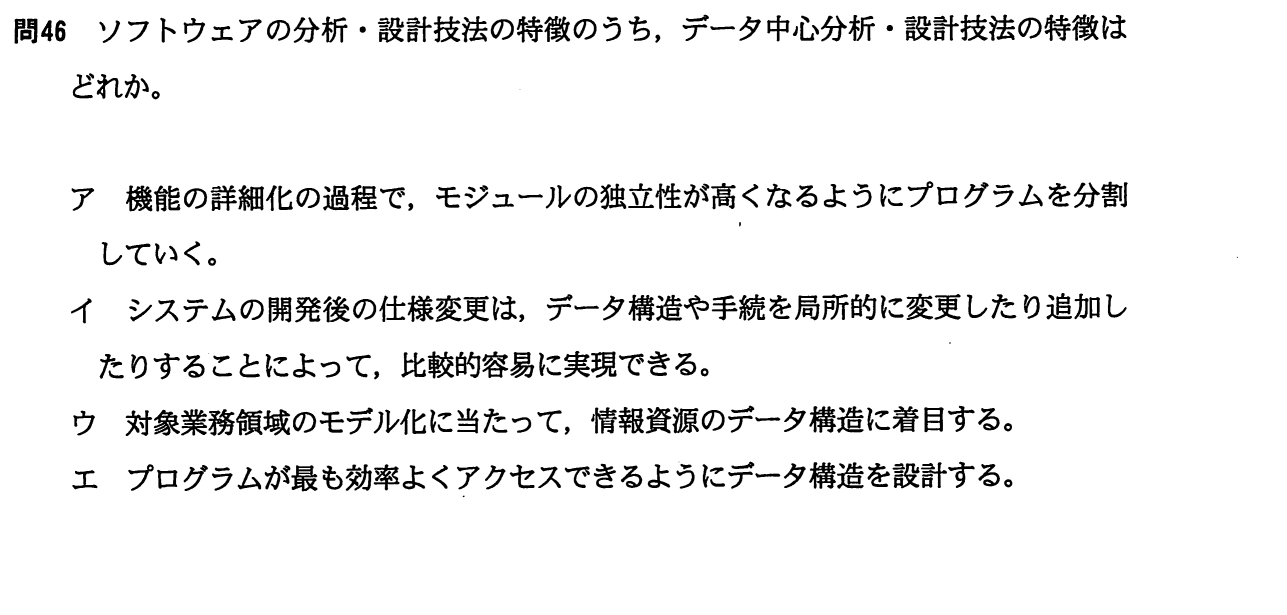 問46　ソフトウェアの分析・設計技法の特徴のうち，データ中心分析・設計技法の特徴は
どれか。
ア　機能の詳細化の過程で，モジュールの独立性が高くなるようにプログラムを分割
していく。
イ　システムの開発後の仕様変更は，データ構造や手続を局所的に変更したり追加し
たりすることによって，比較的容易に実現できる。
ウ　対象業務領域のモデル化に当たって，情報資源のデータ構造に着目する。
エ　プログラムが最も効率よくアクセスできるようにデータ構造を設計する。